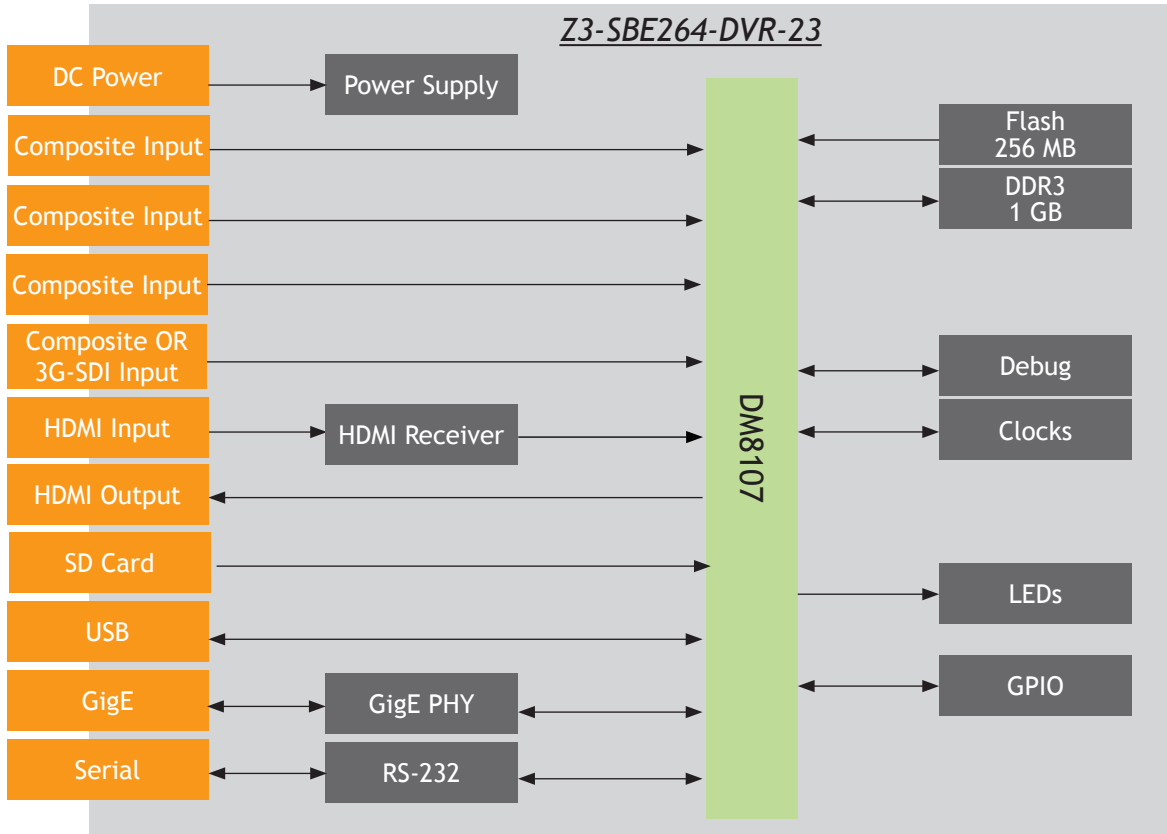 Z3-SBE264-DVR-23
DC Power
Power Supply
Composite Input
Composite Input
Composite Input
Composite OR
3G-SDI Input
HDMI Input
HDMI Receiver
HDMI Output
SD Card
USB
GigE
GigE PHY
Serial
RS-232
DM8107
Flash
256 MB
DDR3
1 GB
Debug
Clocks
LEDs
GPIO